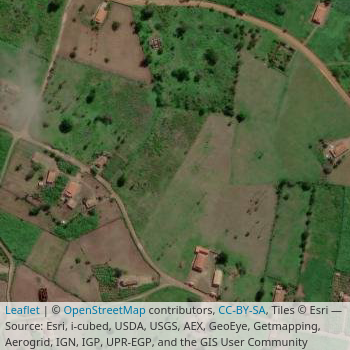 Leaflet | © OpenStreetMap contributors, CC-BY-SA, Tiles © Esri —
Source: Esri, i-cubed, USDA, USGS, AEX, GeoEye, Getmapping,
Aerogrid, IGN, IGP, UPR-EGP, and the GIS User Community